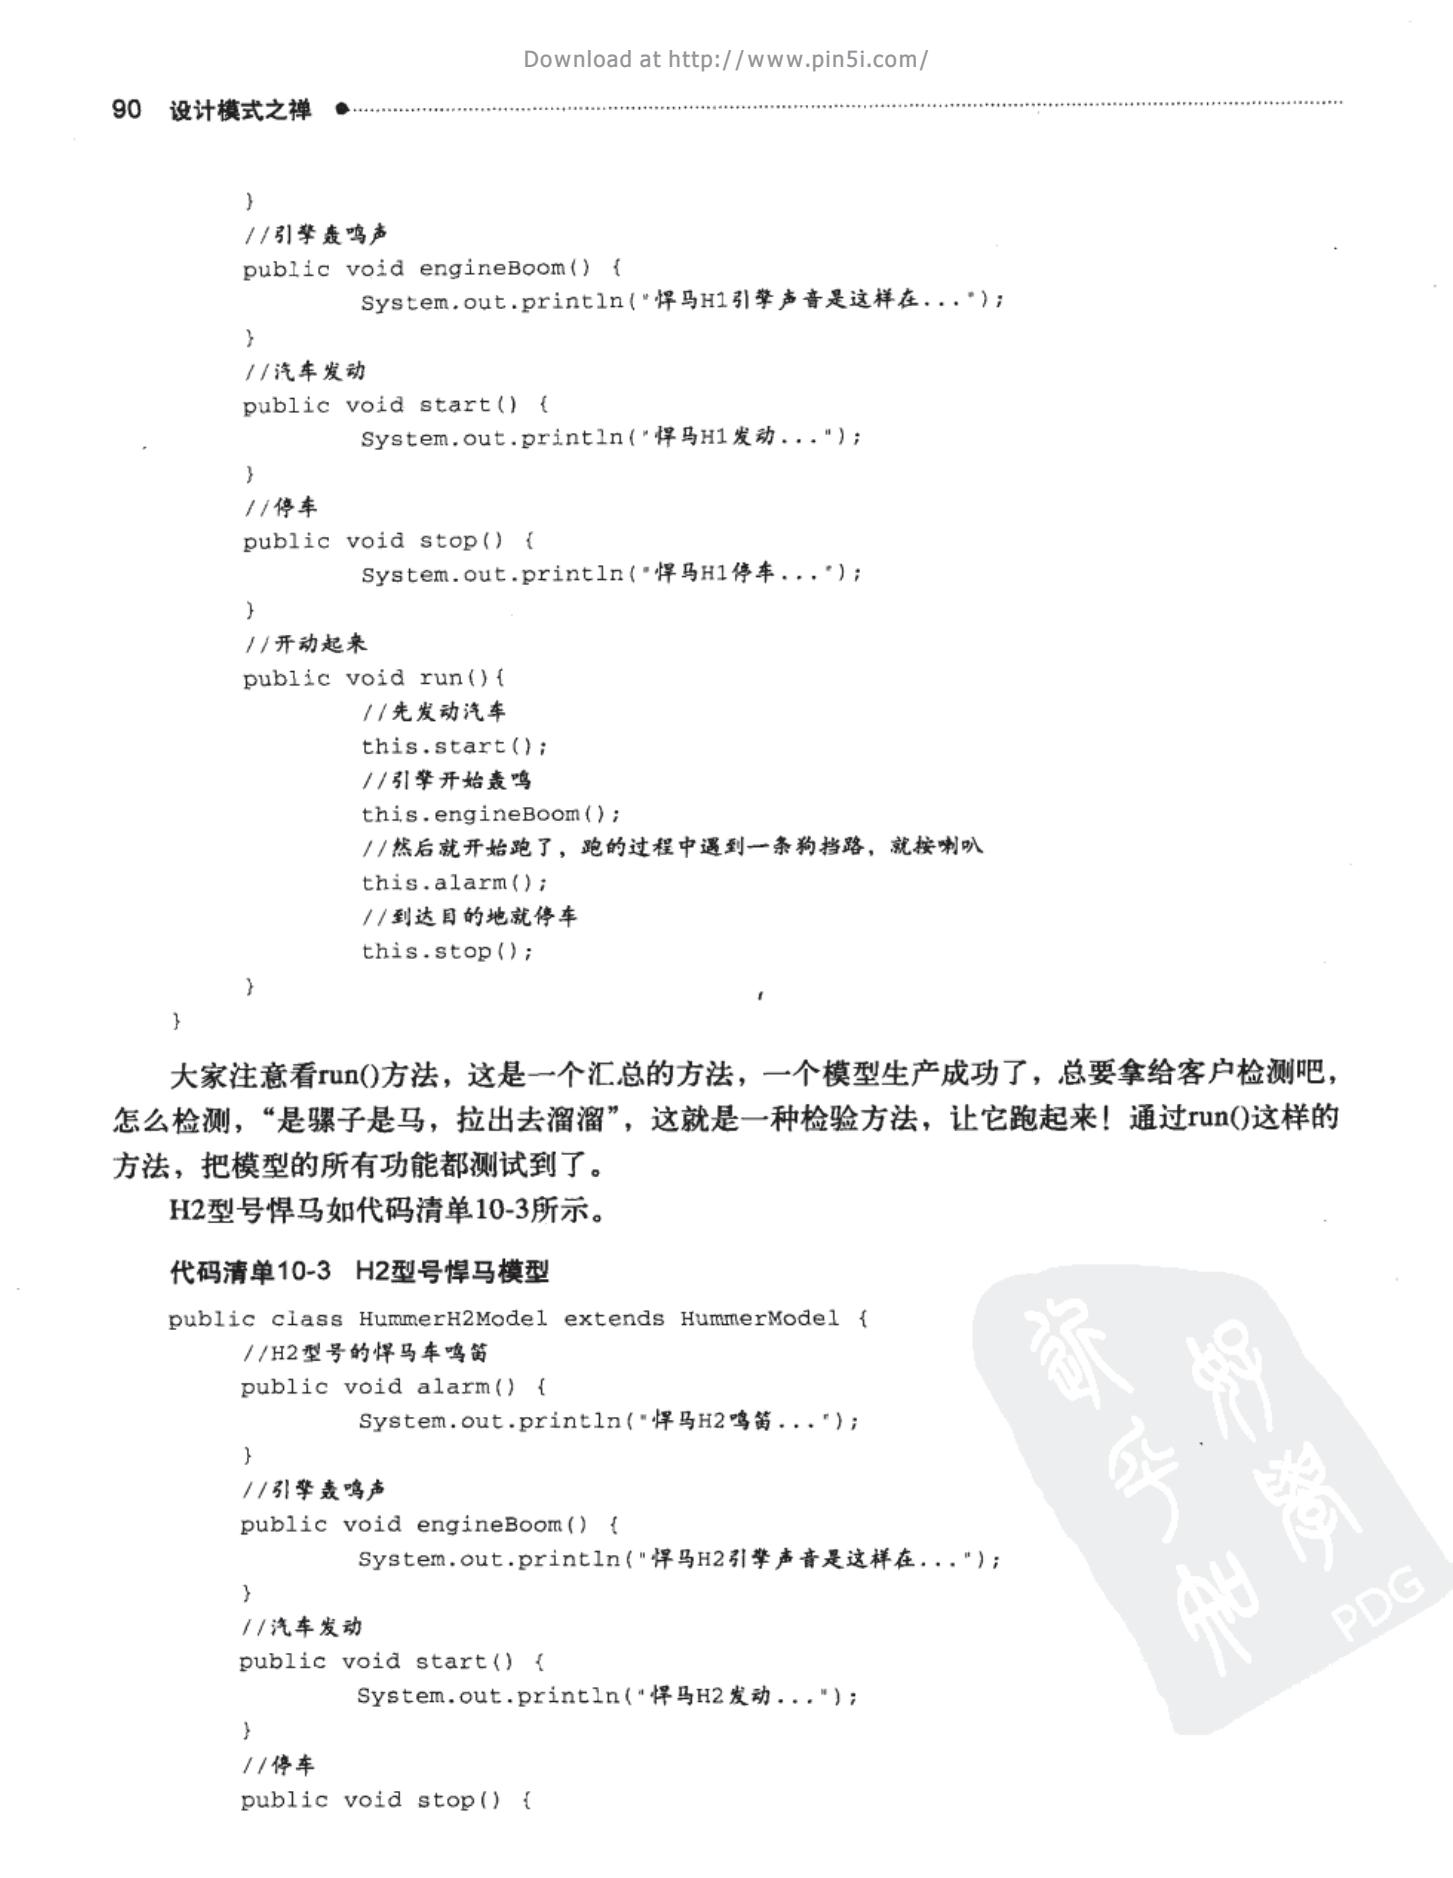 Download at http://www.pin5i.com/
90 设计模式之禅
}
//引擎轰鸣声
public void engineBoom() {
System.out.println("悍马H1引擎声音是这样在...");
}
//汽车发动
public void start() {
System.out.println("悍马H1发动...");
}
//停车
public void stop() {
System.out.println("悍马H1停车...");
}
//开动起来
public void run(){
//先发动汽车
this.start();
//引擎开始轰鸣
this.engineBoom();
//然后就开始跑了，跑的过程中遇到一条狗挡路，就按喇叭
this.alarm();
//到达目的地就停车
this.stop();
}
}
大家注意看run()方法，这是一个汇总的方法，一个模型生产成功了，总要拿给客户检测吧，
怎么检测，“是骡子是马，拉出去溜溜”，这就是一种检验方法，让它跑起来！通过run()这样的
方法，把模型的所有功能都测试到了。
H2型号悍马如代码清单10-3所示。
代码清单10-3 H2型号悍马模型
public class HummerH2Model extends HummerModel {
//H2型号的悍马车鸣笛
public void alarm() {
System.out.println("悍马H2鸣笛...");
}
//引擎轰鸣声
public void engineBoom() {
System.out.println("悍马H2引擎声音是这样在...");
}
//汽车发动
public void start() {
System.out.println("悍马H2发动...");
}
//停车
public void stop() {
PDG